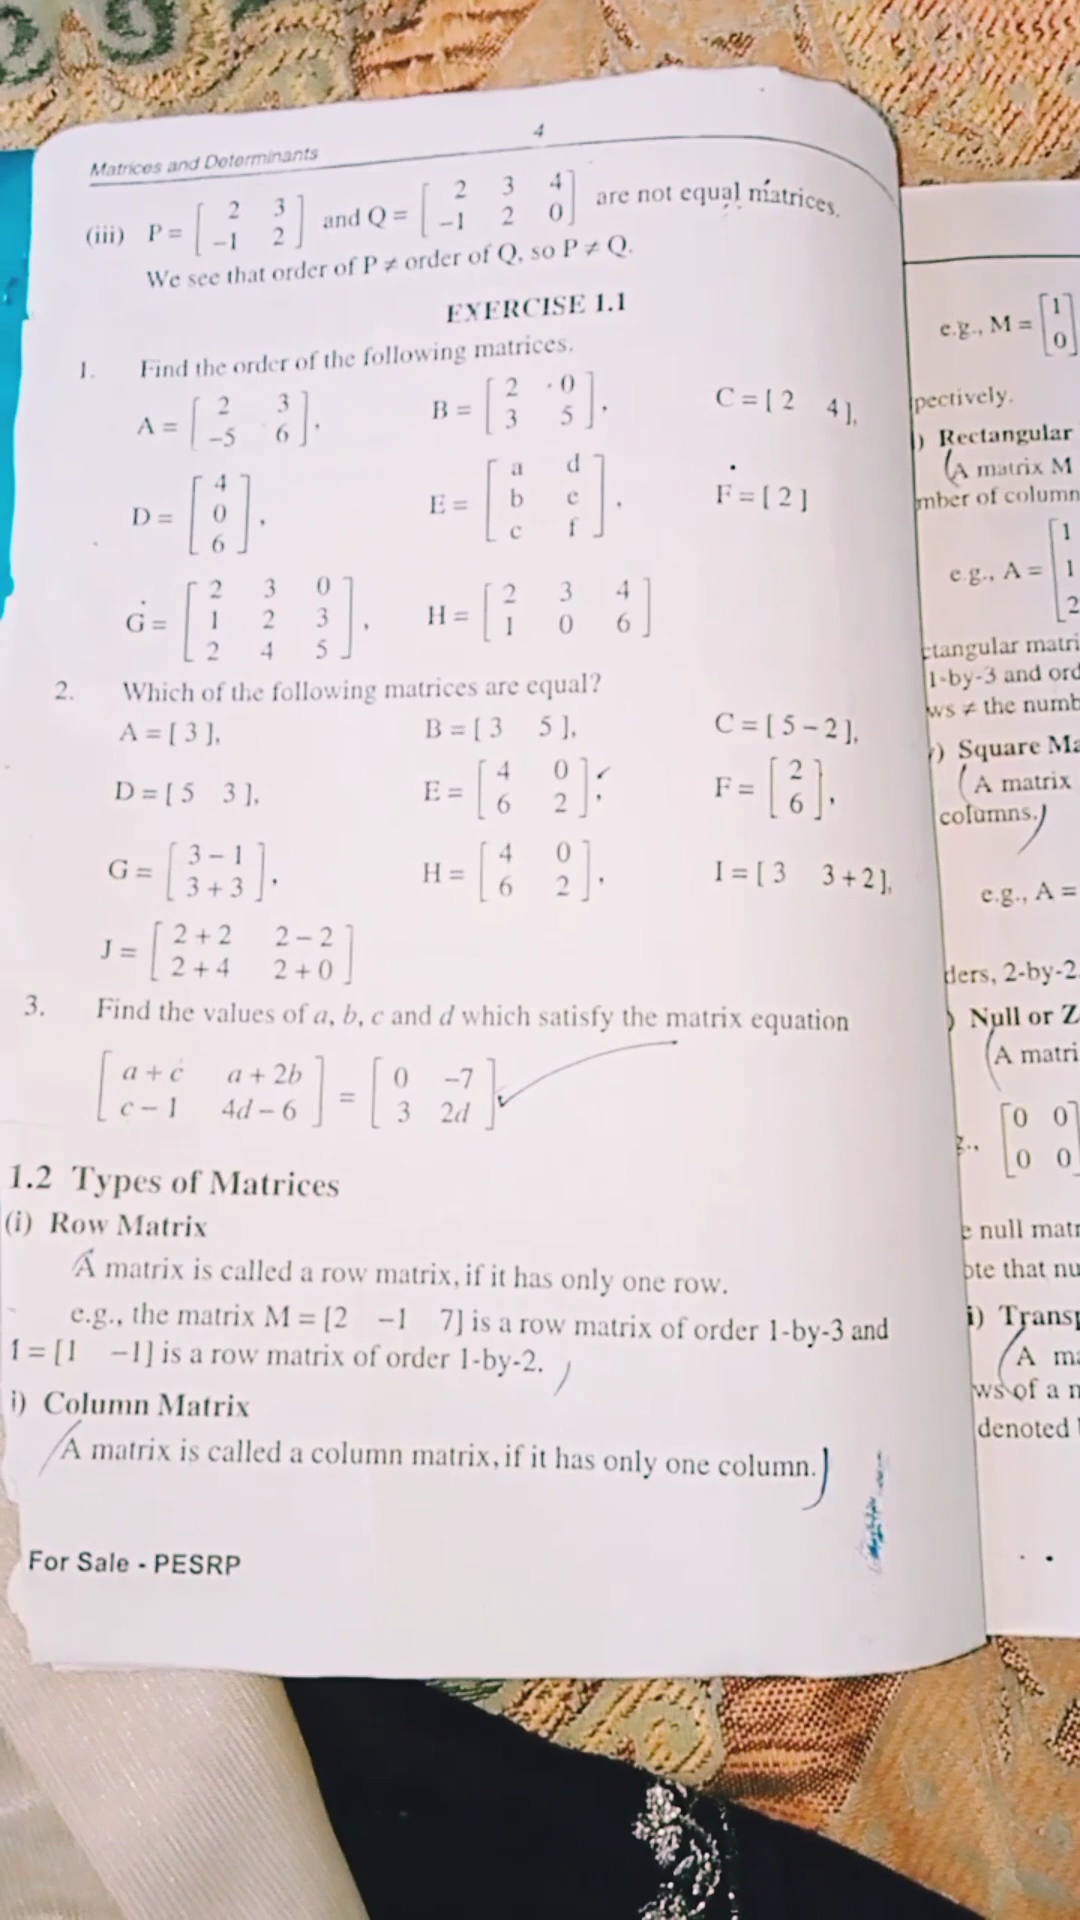 Matrices and Determinants 4
(iii) P = [ 2 3 ] and Q = [ 2 3 4 ] are not equal matrices.
-1 2 -1 2 0
We see that order of P ≠ order of Q, so P ≠ Q.
EXERCISE 1.1
1. Find the order of the following matrices.
A = [ 2 3 ], B = [ 2 0 ], C = [ 2 4 ],
-5 6 3 5
4 a d
D = [ 0 ], E = [ b e ], F = [ 2 ]
6 c f
2 3 0 2 3 4
G = [ 1 2 3 ], H = [ 1 0 6 ]
2 4 5
2. Which of the following matrices are equal?
A = [ 3 ], B = [ 3 5 ], C = [ 5 – 2 ],
D = [ 5 3 ], E = [ 4 0 ], F = [ 2 ],
6 2 6
G = [ 3 – 1 ], H = [ 4 0 ], I = [ 3 3 + 2 ],
3 + 3 6 2
J = [ 2 + 2 2 – 2 ]
2 + 4 2 + 0
3. Find the values of a, b, c and d which satisfy the matrix equation
[ a + c a + 2b ] = [ 0 –7 ]
c – 1 4d – 6 3 2d
1.2 Types of Matrices
(i) Row Matrix
A matrix is called a row matrix, if it has only one row.
e.g., the matrix M = [2 –1 7] is a row matrix of order 1-by-3 and
= [1 –1] is a row matrix of order 1-by-2.
i) Column Matrix
A matrix is called a column matrix, if it has only one column.
For Sale - PESRP
e.g., M = [ 1 ]
0
pectively.
) Rectangular
A matrix M
mber of column
1
e.g., A = 1
2
ctangular matri
1-by-3 and ord
ws ≠ the numb
) Square Ma
A matrix
columns.
e.g., A =
ders, 2-by-2
Null or Z
A matri
[ 0 0 ]
0 0
e null matr
ote that nu
i) Transp
A ma
ws of a m
denoted